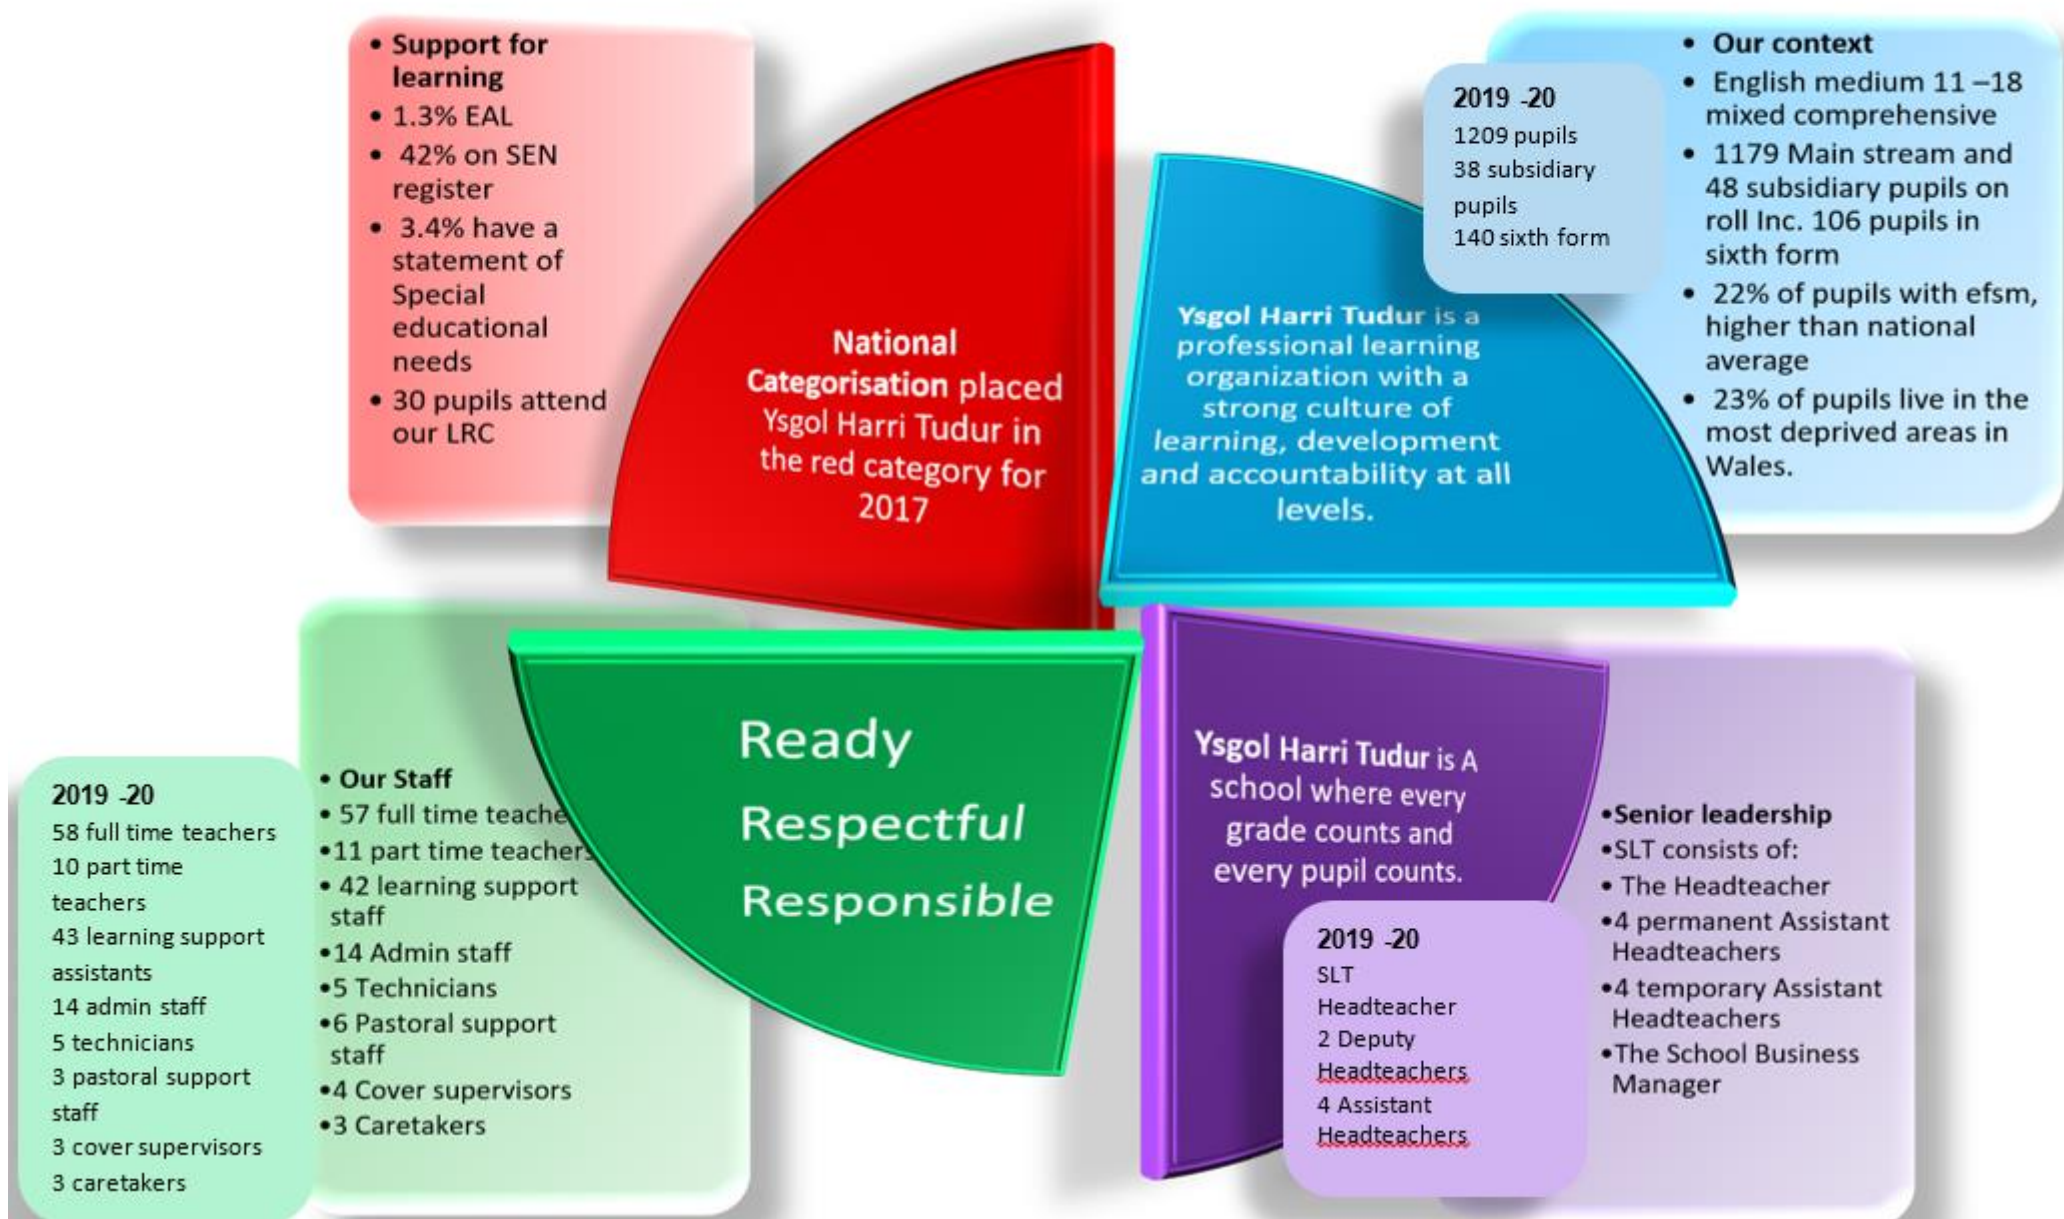 • Support for
learning
• 1.3% EAL
• 42% on SEN
register
• 3.4% have a
statement of
Special
educational
needs
• 30 pupils attend
our LRC
National
Categorisation placed
Ysgol Harri Tudur in
the red category for
2017
Ysgol Harri Tudur is a
professional learning
organization with a
strong culture of
learning, development
and accountability at all
levels.
2019 -20
1209 pupils
38 subsidiary
pupils
140 sixth form
• Our context
• English medium 11 –18
mixed comprehensive
• 1179 Main stream and
48 subsidiary pupils on
roll Inc. 106 pupils in
sixth form
• 22% of pupils with efsm,
higher than national
average
• 23% of pupils live in the
most deprived areas in
Wales.
2019 -20
58 full time teachers
10 part time
teachers
43 learning support
assistants
14 admin staff
5 technicians
3 pastoral support
staff
3 cover supervisors
3 caretakers
• Our Staff
• 57 full time teache
•11 part time teachers
• 42 learning support
staff
•14 Admin staff
•5 Technicians
•6 Pastoral support
staff
•4 Cover supervisors
•3 Caretakers
Ready
Respectful
Responsible
Ysgol Harri Tudur is A
school where every
grade counts and
every pupil counts.
2019 -20
SLT
Headteacher
2 Deputy
Headteachers
4 Assistant
Headteachers
•Senior leadership
•SLT consists of:
• The Headteacher
•4 permanent Assistant
Headteachers
•4 temporary Assistant
Headteachers
•The School Business
Manager